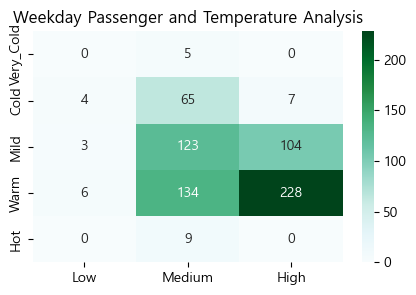 Weekday Passenger and Temperature Analysis
Very_Cold 0 5 0
Cold 4 65 7
Mild 3 123 104
Warm 6 134 228
Hot 0 9 0
Low Medium High
200
150
100
50
0